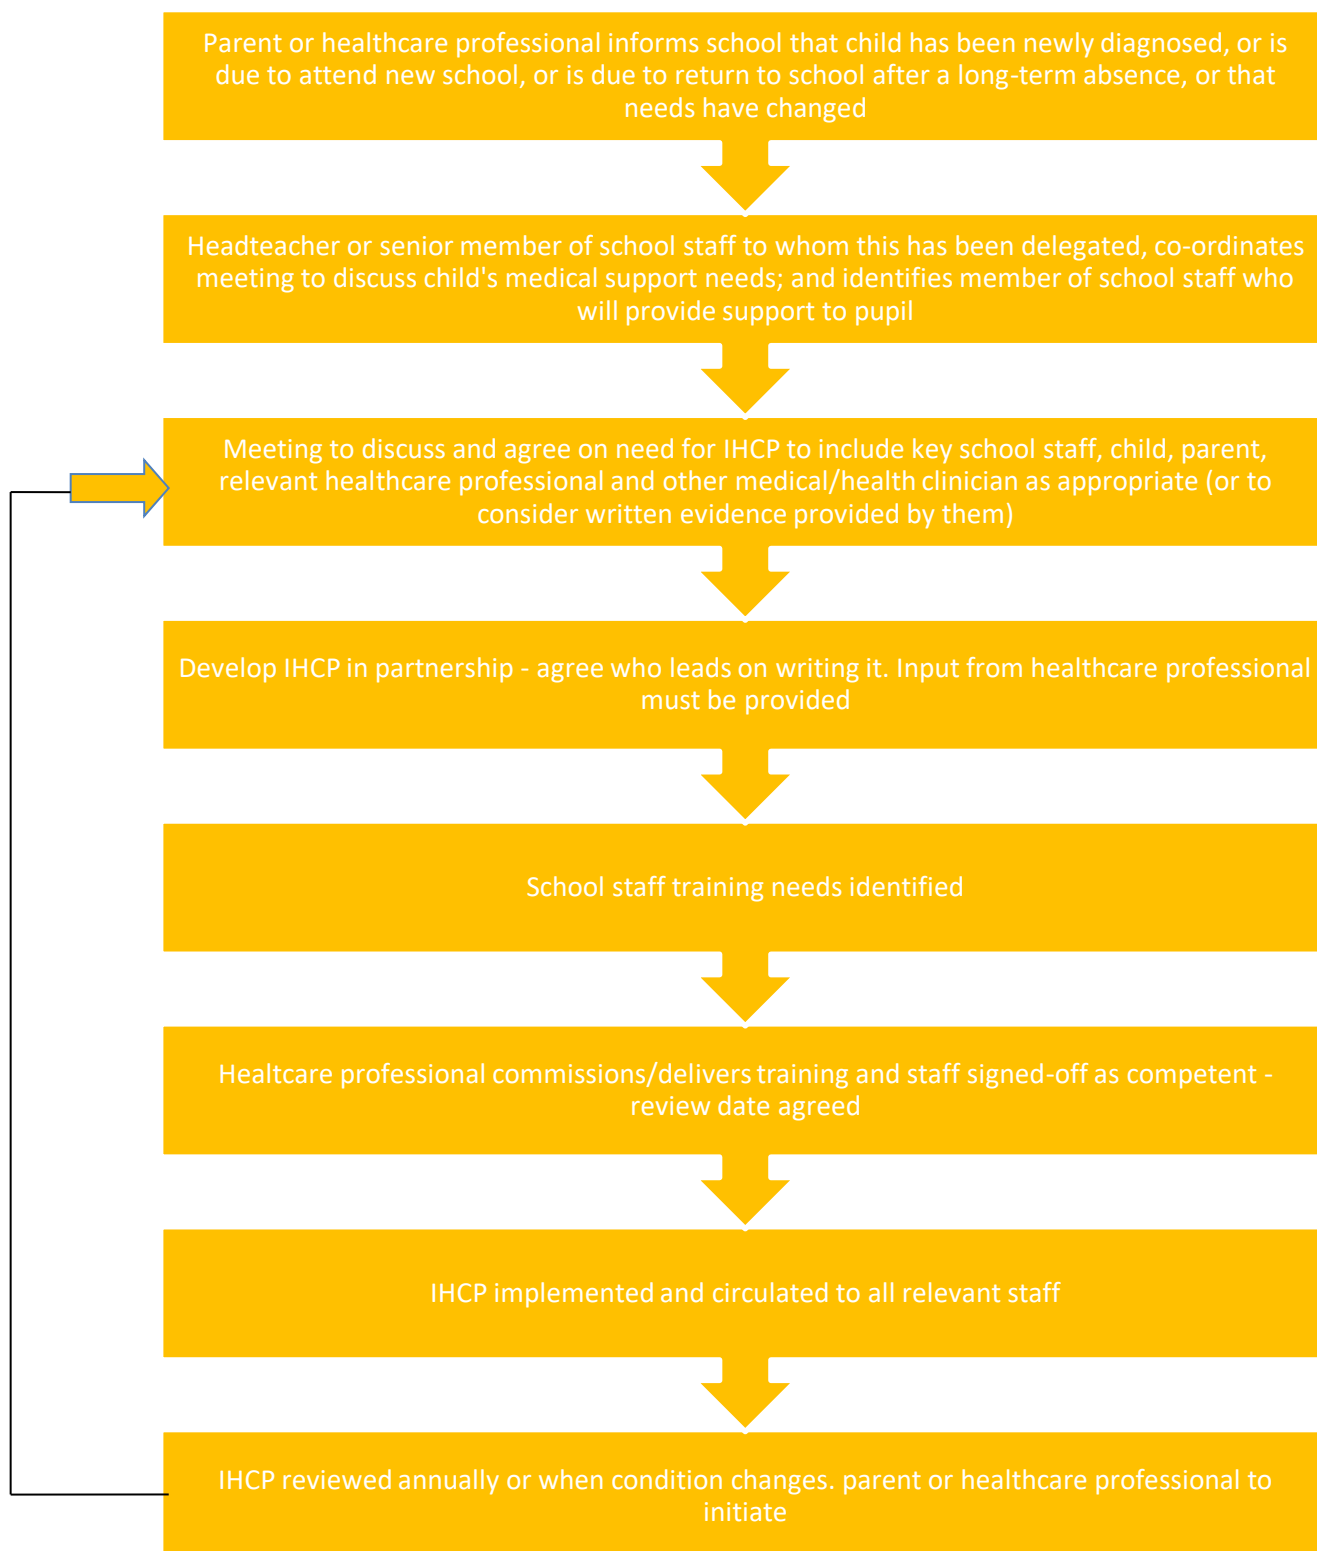 Parent or healthcare professional informs school that child has been newly diagnosed, or is
due to attend new school, or is due to return to school after a long-term absence, or that
needs have changed
Headteacher or senior member of school staff to whom this has been delegated, co-ordinates
meeting to discuss child's medical support needs; and identifies member of school staff who
will provide support to pupil
Meeting to discuss and agree on need for IHCP to include key school staff, child, parent,
relevant healthcare professional and other medical/health clinician as appropriate (or to
consider written evidence provided by them)
Develop IHCP in partnership - agree who leads on writing it. Input from healthcare professional
must be provided
School staff training needs identified
Healtcare professional commissions/delivers training and staff signed-off as competent -
review date agreed
IHCP implemented and circulated to all relevant staff
IHCP reviewed annually or when condition changes. parent or healthcare professional to
initiate